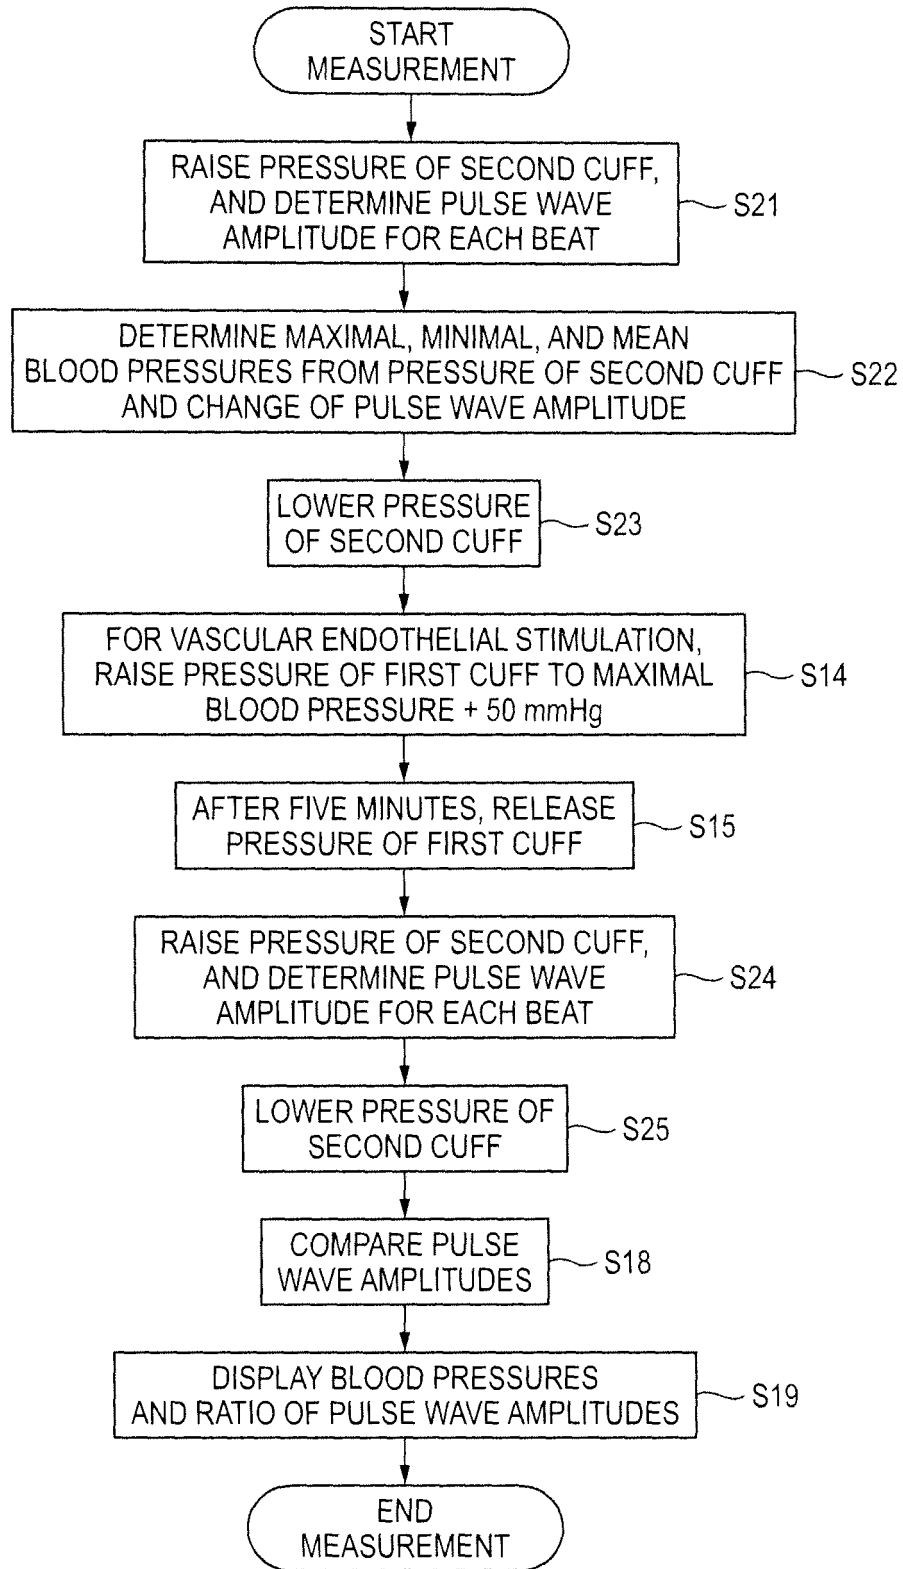 START
MEASUREMENT
RAISE PRESSURE OF SECOND CUFF,
AND DETERMINE PULSE WAVE
AMPLITUDE FOR EACH BEAT
S21
DETERMINE MAXIMAL, MINIMAL, AND MEAN
BLOOD PRESSURES FROM PRESSURE OF SECOND CUFF
AND CHANGE OF PULSE WAVE AMPLITUDE
S22
LOWER PRESSURE
OF SECOND CUFF
S23
FOR VASCULAR ENDOTHELIAL STIMULATION,
RAISE PRESSURE OF FIRST CUFF TO MAXIMAL
BLOOD PRESSURE + 50 mmHg
S14
AFTER FIVE MINUTES, RELEASE
PRESSURE OF FIRST CUFF
S15
RAISE PRESSURE OF SECOND CUFF,
AND DETERMINE PULSE WAVE
AMPLITUDE FOR EACH BEAT
S24
LOWER PRESSURE OF
SECOND CUFF
S25
COMPARE PULSE
WAVE AMPLITUDES
S18
DISPLAY BLOOD PRESSURES
AND RATIO OF PULSE WAVE AMPLITUDES
S19
END
MEASUREMENT